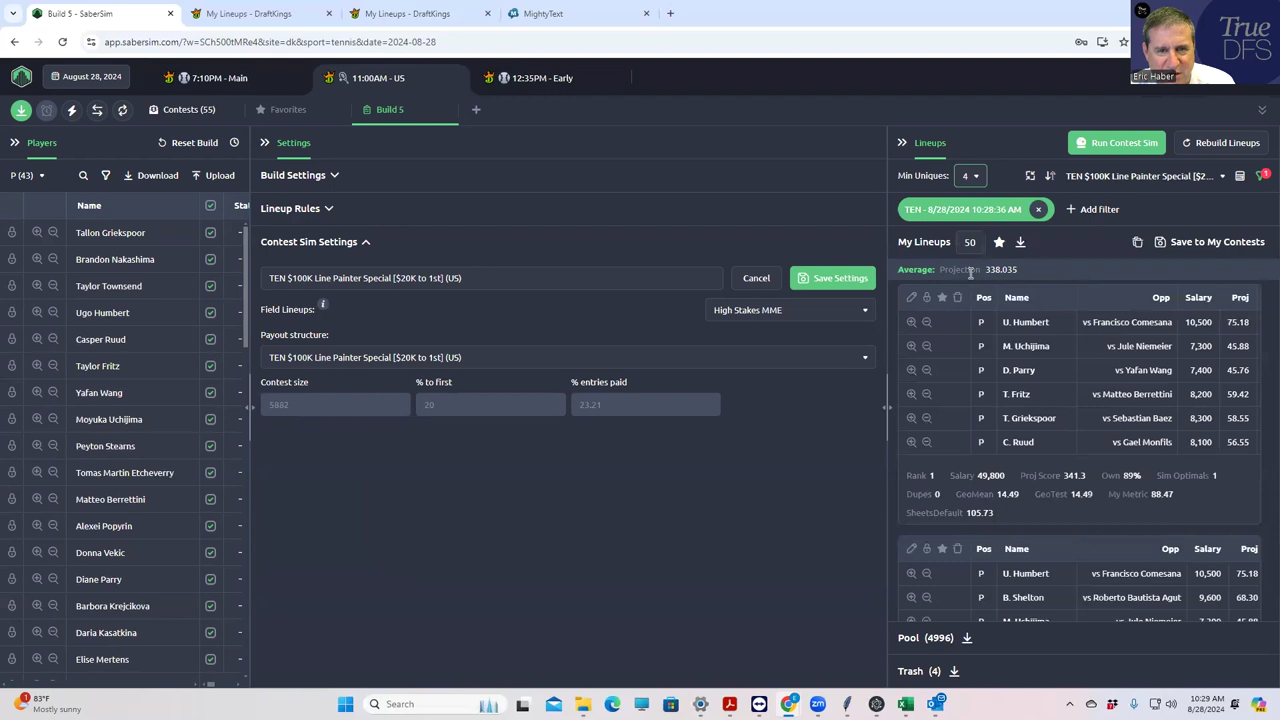 Build 5 - SaberSim
My Lineups - DraftKings
My Lineups - DraftKings
MightyText
app.sabersim.com/?w=SCh500tMRe4&site=dk&sport=tennis&date=2024-08-28
True
DFS
Eric Haber
August 28, 2024
7:10PM - Main
11:00AM - US
12:35PM - Early
Contests (55)
Favorites
Build 5
Players
Reset Build
Settings
Lineups
Run Contest Sim
Rebuild Lineups
P (43)
Download
Upload
Build Settings
Min Uniques:
4
TEN $100K Line Painter Special [$2...
1
Name
Stat
Lineup Rules
TEN - 8/28/2024 10:28:36 AM
Add filter
Tallon Griekspoor
Brandon Nakashima
Taylor Townsend
Ugo Humbert
Casper Ruud
Taylor Fritz
Yafan Wang
Moyuka Uchijima
Peyton Stearns
Tomas Martin Etcheverry
Matteo Berrettini
Alexei Popyrin
Donna Vekic
Diane Parry
Barbora Krejcikova
Daria Kasatkina
Elise Mertens
Contest Sim Settings
TEN $100K Line Painter Special [$20K to 1st] (US)
Cancel
Save Settings
Field Lineups:
High Stakes MME
Payout structure:
TEN $100K Line Painter Special [$20K to 1st] (US)
Contest size
% to first
% entries paid
5882
20
23.21
My Lineups
50
Save to My Contests
Average: Projection 338.035
Pos Name Opp Salary Proj
P U. Humbert vs Francisco Comesana 10,500 75.18
P M. Uchijima vs Jule Niemeier 7,300 45.88
P D. Parry vs Yafan Wang 7,400 45.76
P T. Fritz vs Matteo Berrettini 8,200 59.42
P T. Griekspoor vs Sebastian Baez 8,300 58.55
P C. Ruud vs Gael Monfils 8,100 56.55
Rank 1 Salary 49,800 Proj Score 341.3 Own 89% Sim Optimals 1
Dupes 0 GeoMean 14.49 GeoTest 14.49 My Metric 88.47
SheetsDefault 105.73
Pos Name Opp Salary Proj
P U. Humbert vs Francisco Comesana 10,500 75.18
P B. Shelton vs Roberto Bautista Agut 9,600 68.30
M. Uchijima vs Jule Niemeier 7,300 45.88
Pool (4996)
Trash (4)
2
83°F
Mostly sunny
Search
10:29 AM
8/28/2024